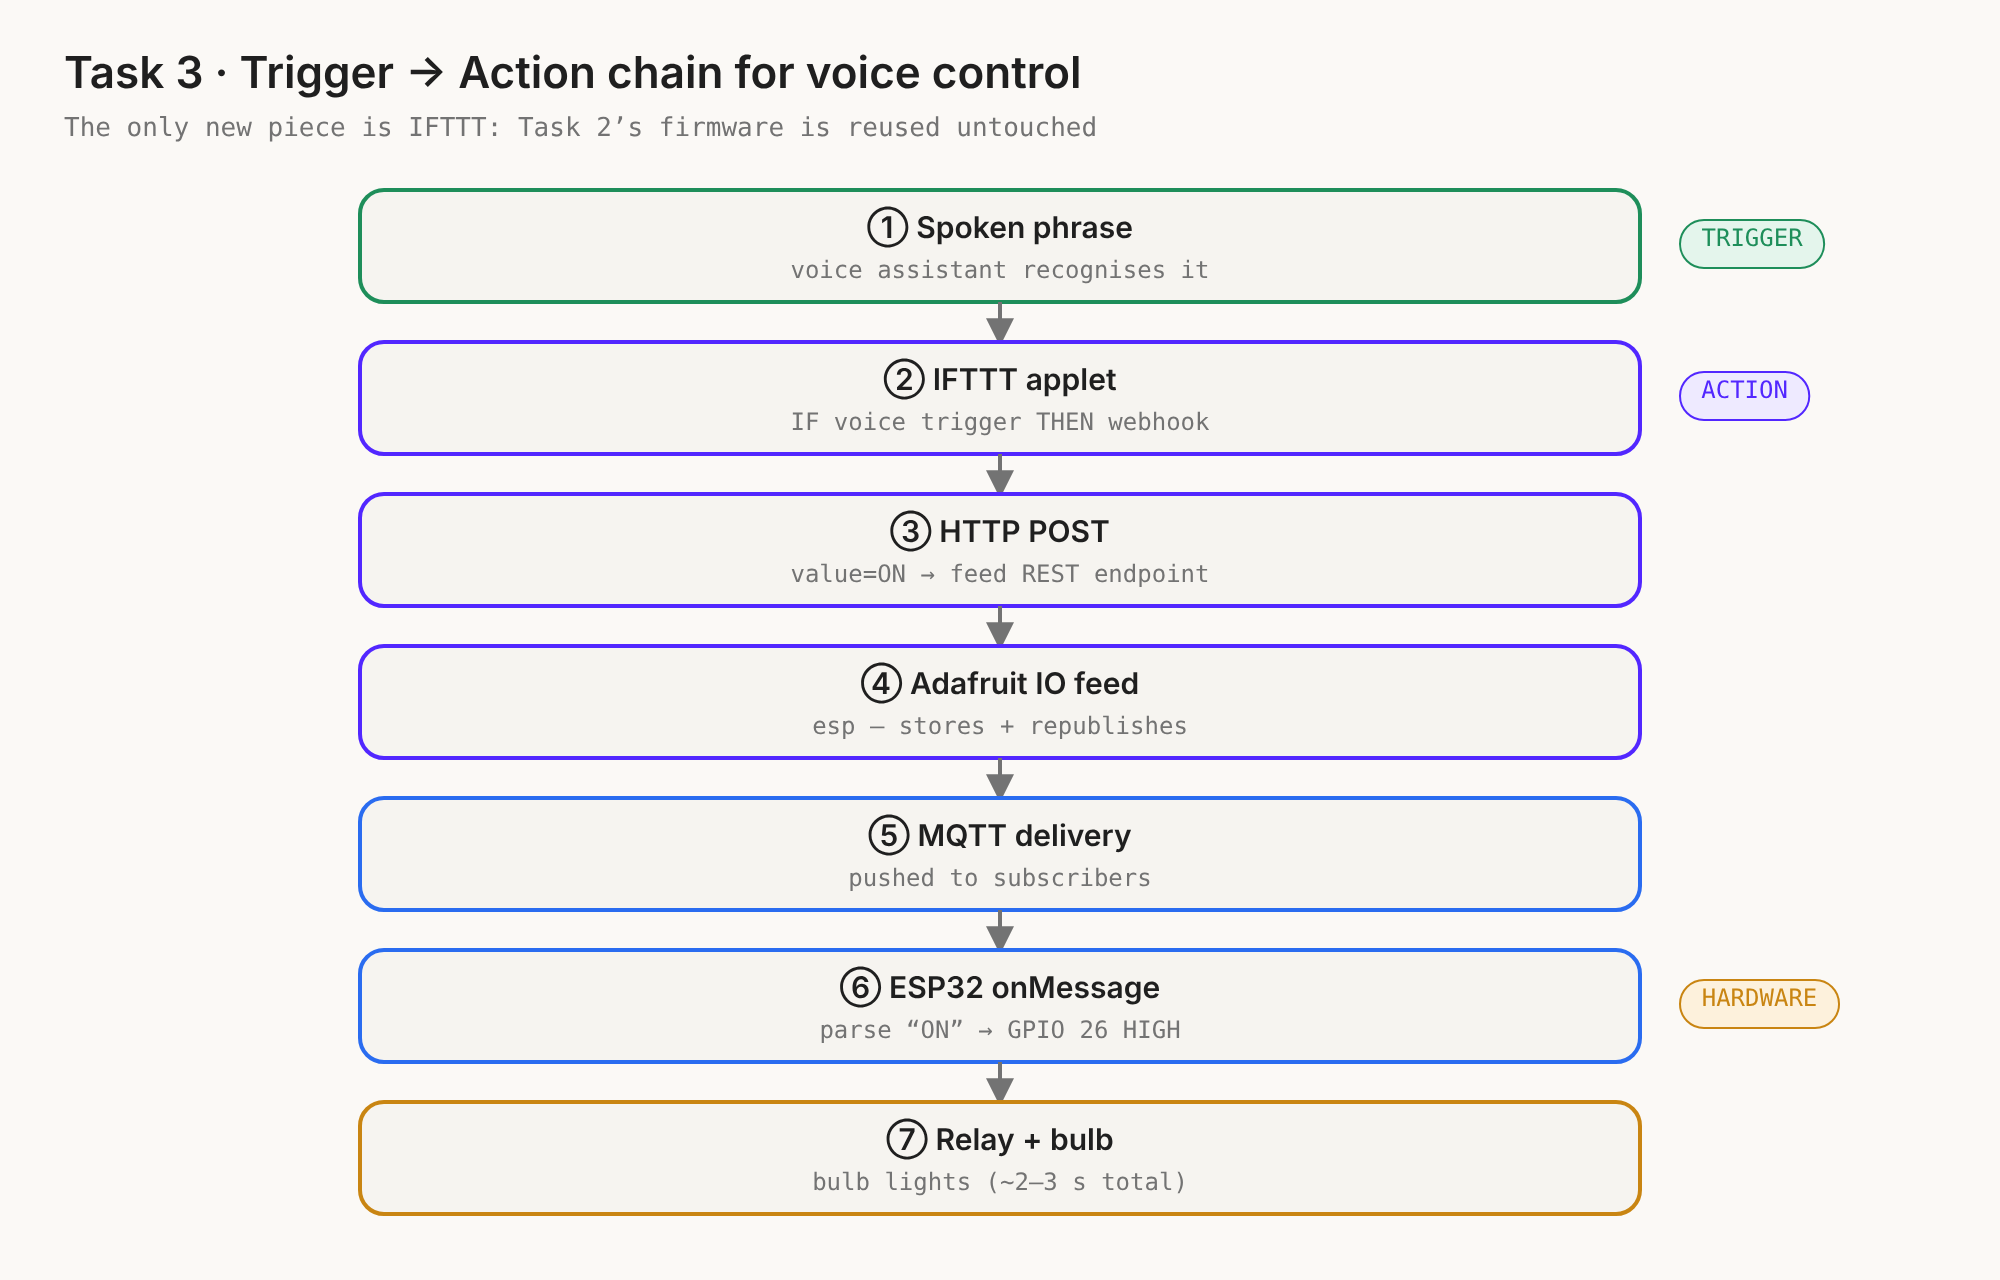 Task 3 · Trigger → Action chain for voice control
The only new piece is IFTTT: Task 2’s firmware is reused untouched
① Spoken phrase
voice assistant recognises it
TRIGGER
② IFTTT applet
IF voice trigger THEN webhook
ACTION
③ HTTP POST
value=ON → feed REST endpoint
④ Adafruit IO feed
esp — stores + republishes
⑤ MQTT delivery
pushed to subscribers
⑥ ESP32 onMessage
parse “ON” → GPIO 26 HIGH
HARDWARE
⑦ Relay + bulb
bulb lights (~2–3 s total)